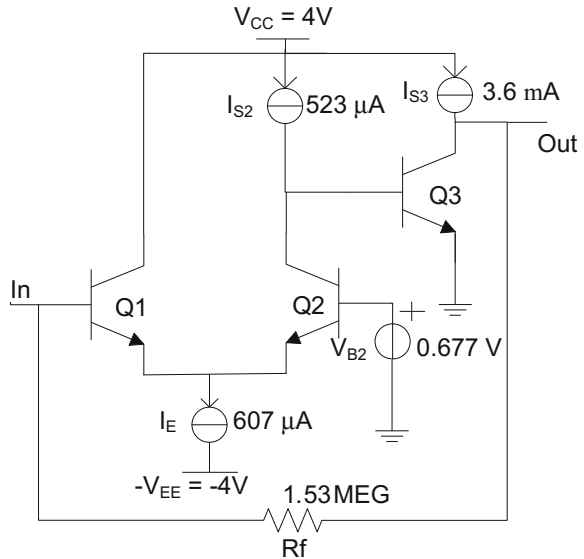 V_CC = 4V
I_S2 523 μA
I_S3 3.6 mA
Out
Q3
In
Q1
Q2
V_B2 + 0.677 V
I_E 607 μA
-V_EE = -4V
1.53MEG
Rf